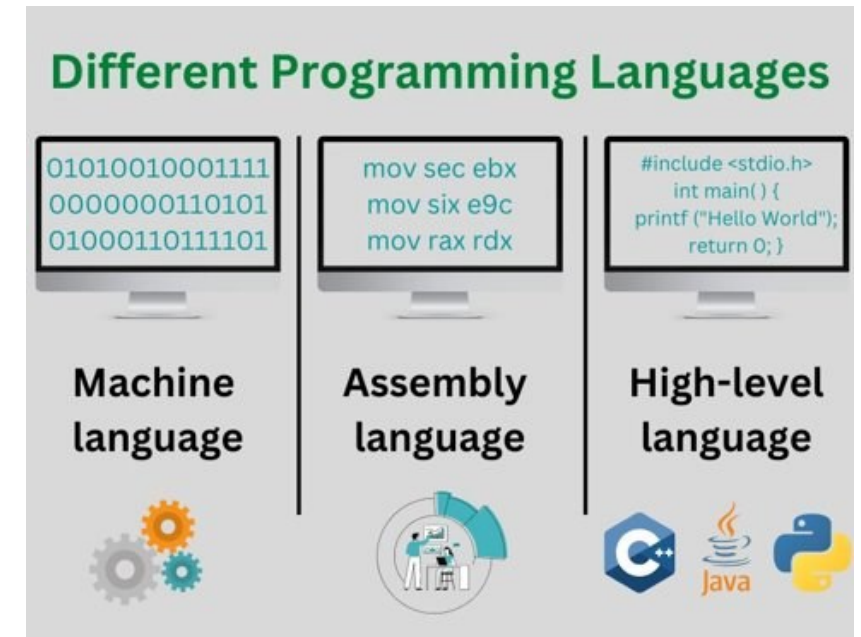 Different Programming Languages
01010010001111
0000000110101
01000110111101
mov sec ebx
mov six e9c
mov rax rdx
#include <stdio.h>
int main( ) {
printf ("Hello World");
return 0; }
Machine
language
Assembly
language
High-level
language
C++
Java